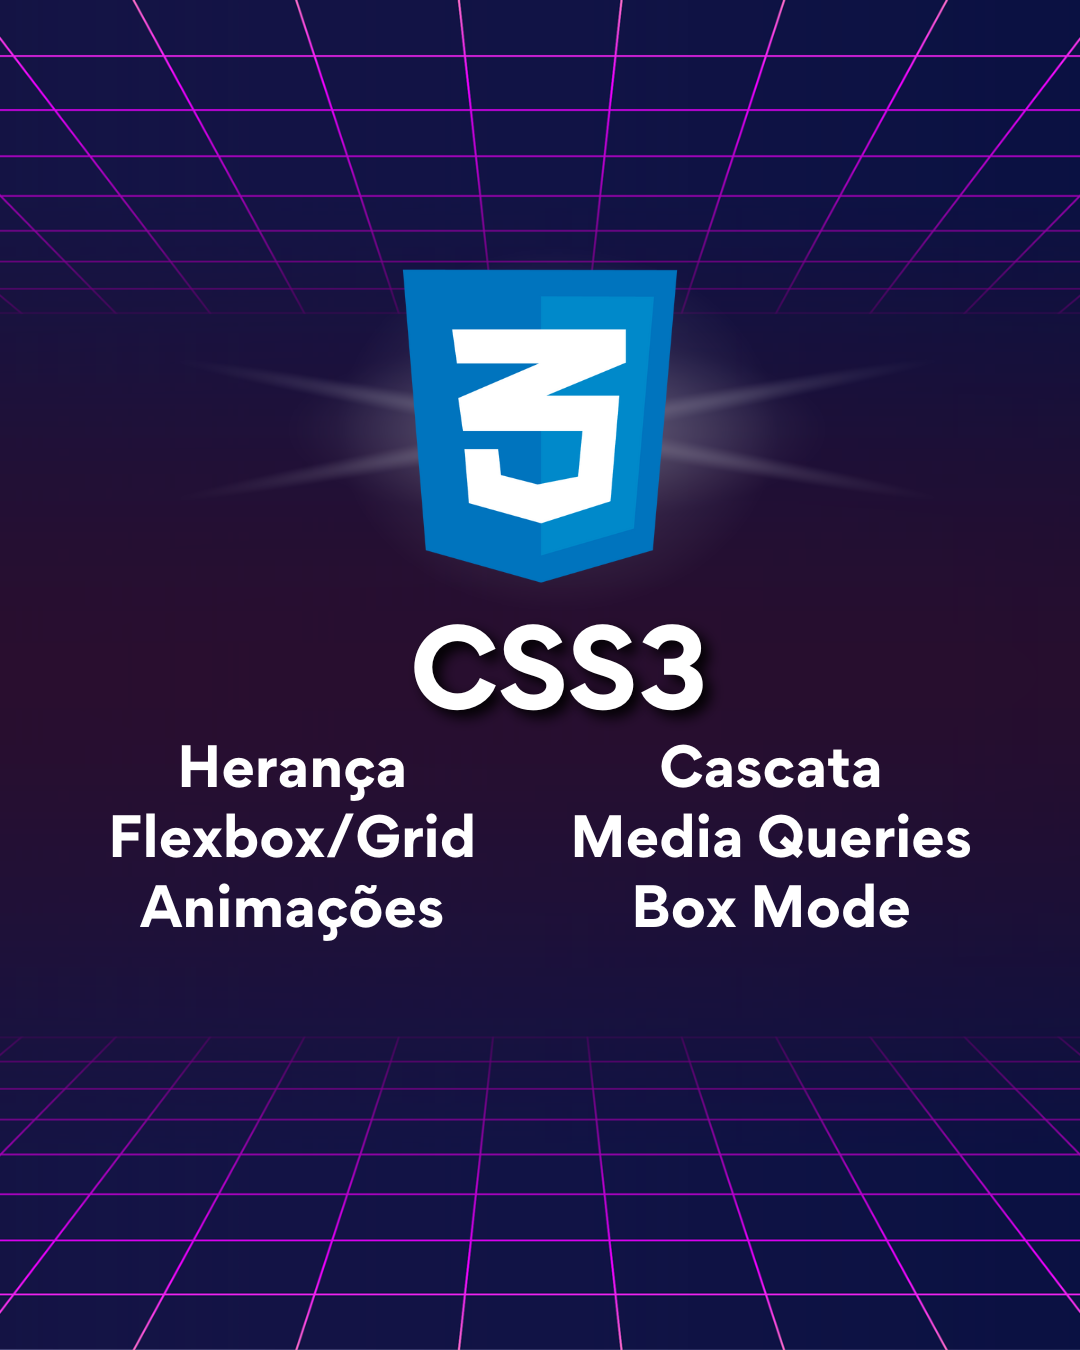 3
CSS3
Herança
Flexbox/Grid
Animações
Cascata
Media Queries
Box Mode